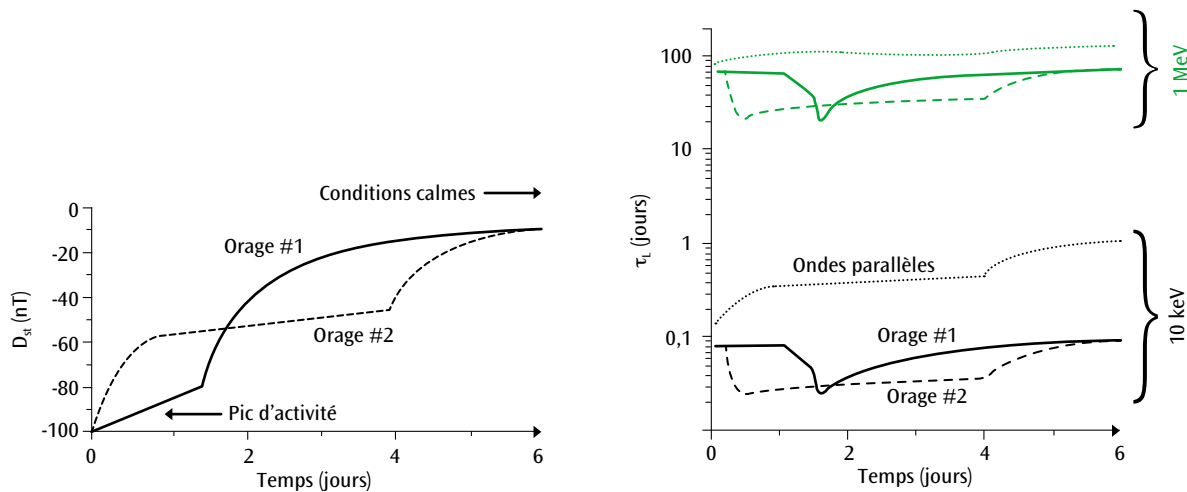 Conditions calmes
0
-20
-40
-60
-80
-100
D_st (nT)
Orage #1
Orage #2
Pic d'activité
0
2
4
6
Temps (jours)
100
10
1
0,1
τ_L (jours)
1 MeV
Ondes parallèles
Orage #1
Orage #2
10 keV
0
2
4
6
Temps (jours)